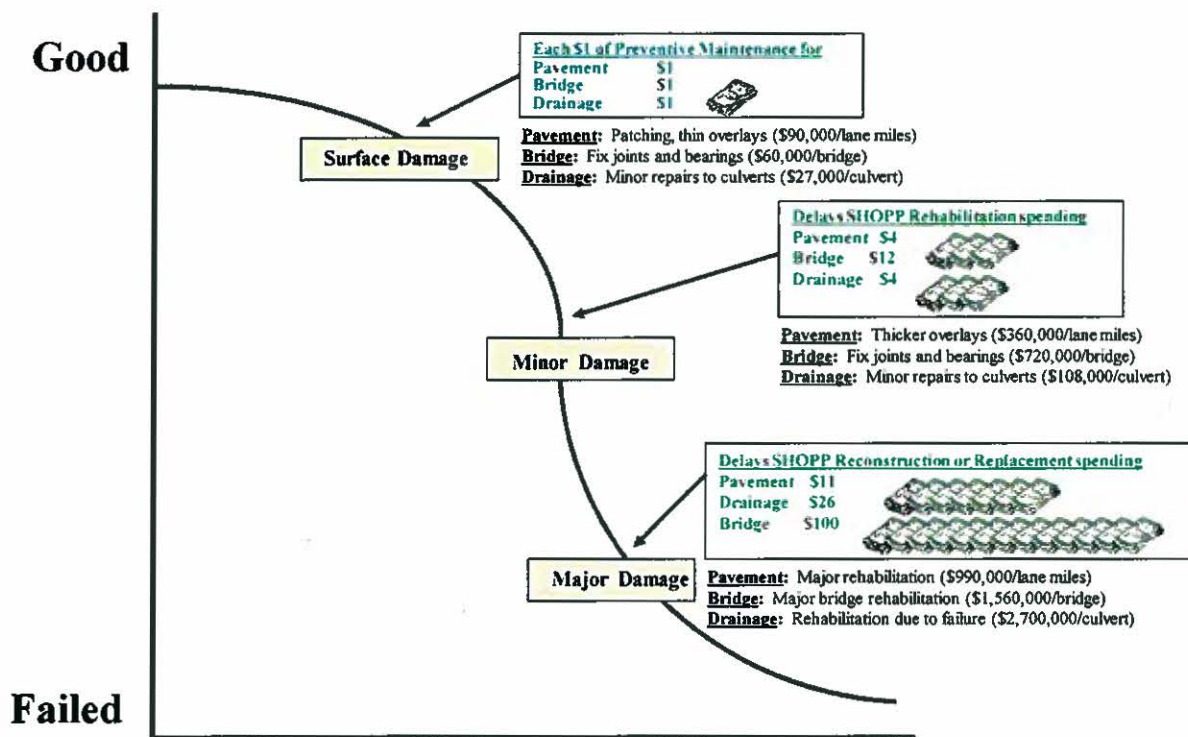 Good
Each $1 of Preventive Maintenance for
Pavement $1
Bridge $1
Drainage $1
Pavement: Patching, thin overlays ($90,000/lane miles)
Bridge: Fix joints and bearings ($60,000/bridge)
Drainage: Minor repairs to culverts ($27,000/culvert)
Surface Damage
Delays SHOPP Rehabilitation spending
Pavement $4
Bridge $12
Drainage $4
Pavement: Thicker overlays ($360,000/lane miles)
Bridge: Fix joints and bearings ($720,000/bridge)
Drainage: Minor repairs to culverts ($108,000/culvert)
Minor Damage
Delays SHOPP Reconstruction or Replacement spending
Pavement $11
Drainage $26
Bridge $100
Major Damage
Pavement: Major rehabilitation ($990,000/lane miles)
Bridge: Major bridge rehabilitation ($1,560,000/bridge)
Drainage: Rehabilitation due to failure ($2,700,000/culvert)
Failed